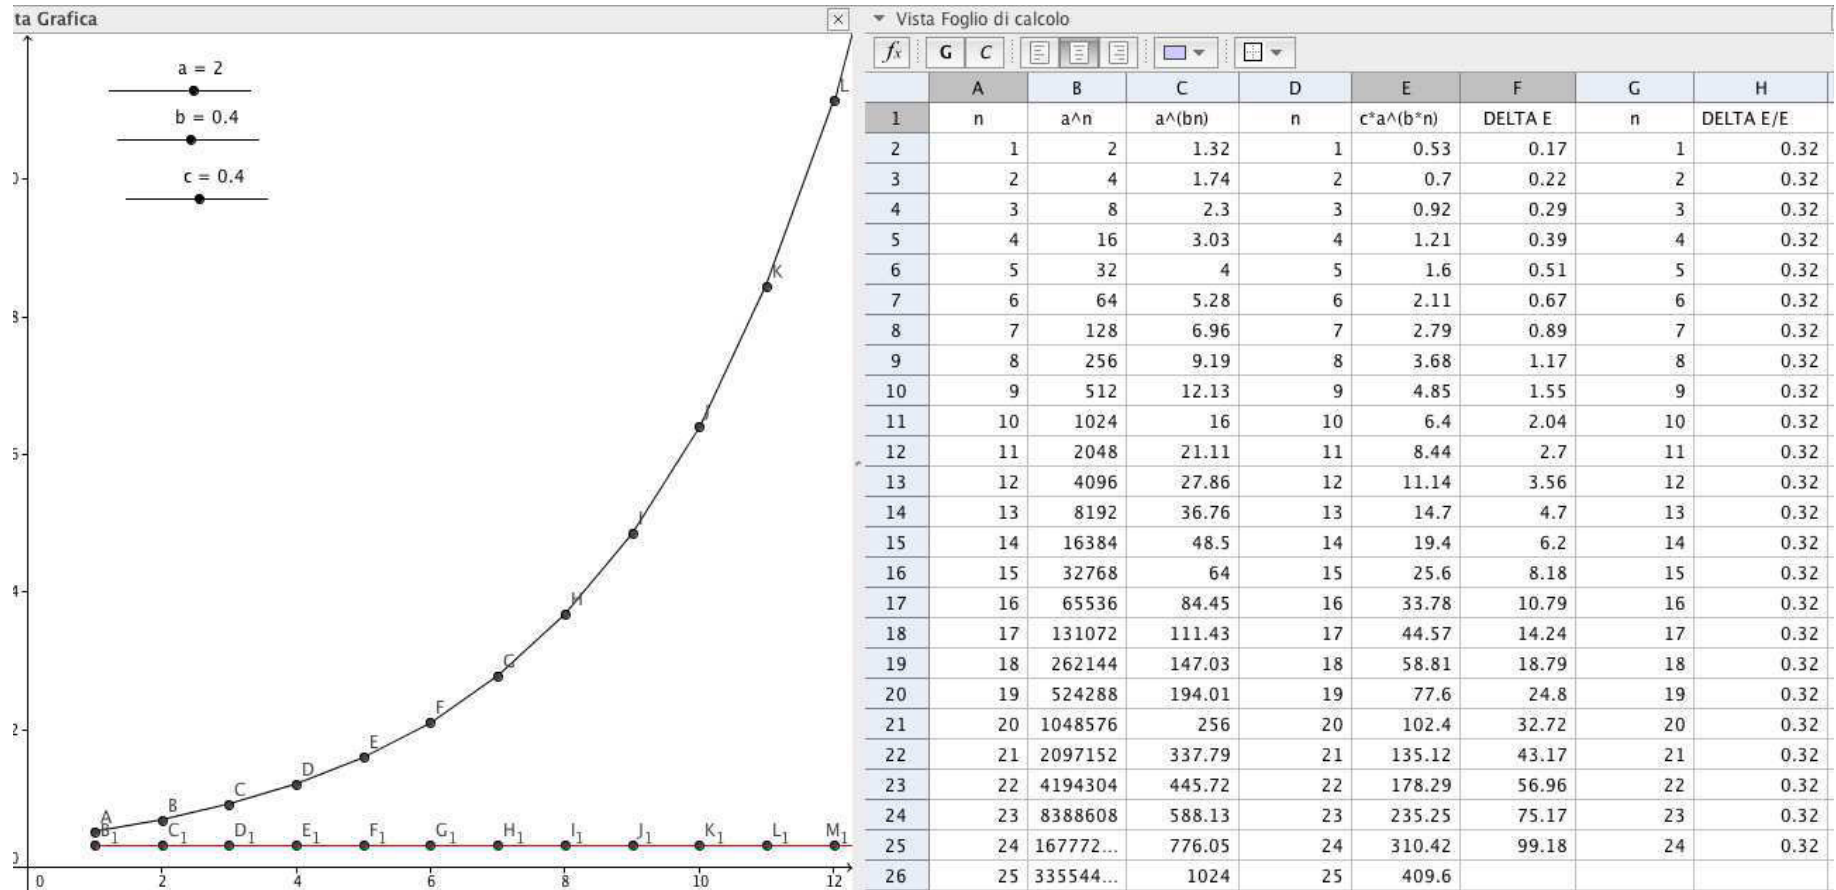 ta Grafica
a = 2
b = 0.4
c = 0.4
L
K
J
I
H
G
F
E
D
C
B
A
B1 C1 D1 E1 F1 G1 H1 I1 J1 K1 L1 M1
0 2 4 6 8 10 12
0
2
4
6
8
0
Vista Foglio di calcolo
fx G C
A B C D E F G H
1 n a^n a^(bn) n c*a^(b*n) DELTA E n DELTA E/E
2 1 2 1.32 1 0.53 0.17 1 0.32
3 2 4 1.74 2 0.7 0.22 2 0.32
4 3 8 2.3 3 0.92 0.29 3 0.32
5 4 16 3.03 4 1.21 0.39 4 0.32
6 5 32 4 5 1.6 0.51 5 0.32
7 6 64 5.28 6 2.11 0.67 6 0.32
8 7 128 6.96 7 2.79 0.89 7 0.32
9 8 256 9.19 8 3.68 1.17 8 0.32
10 9 512 12.13 9 4.85 1.55 9 0.32
11 10 1024 16 10 6.4 2.04 10 0.32
12 11 2048 21.11 11 8.44 2.7 11 0.32
13 12 4096 27.86 12 11.14 3.56 12 0.32
14 13 8192 36.76 13 14.7 4.7 13 0.32
15 14 16384 48.5 14 19.4 6.2 14 0.32
16 15 32768 64 15 25.6 8.18 15 0.32
17 16 65536 84.45 16 33.78 10.79 16 0.32
18 17 131072 111.43 17 44.57 14.24 17 0.32
19 18 262144 147.03 18 58.81 18.79 18 0.32
20 19 524288 194.01 19 77.6 24.8 19 0.32
21 20 1048576 256 20 102.4 32.72 20 0.32
22 21 2097152 337.79 21 135.12 43.17 21 0.32
23 22 4194304 445.72 22 178.29 56.96 22 0.32
24 23 8388608 588.13 23 235.25 75.17 23 0.32
25 24 167772... 776.05 24 310.42 99.18 24 0.32
26 25 335544... 1024 25 409.6